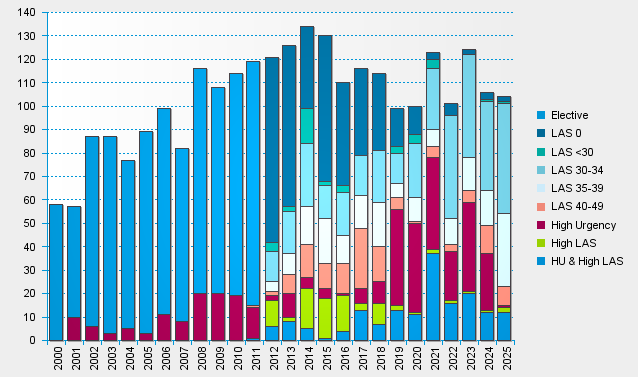 140
130
120
110
100
90
80
70
60
50
40
30
20
10
0
2000 2001 2002 2003 2004 2005 2006 2007 2008 2009 2010 2011 2012 2013 2014 2015 2016 2017 2018 2019 2020 2021 2022 2023 2024 2025
Elective
LAS 0
LAS <30
LAS 30-34
LAS 35-39
LAS 40-49
High Urgency
High LAS
HU & High LAS